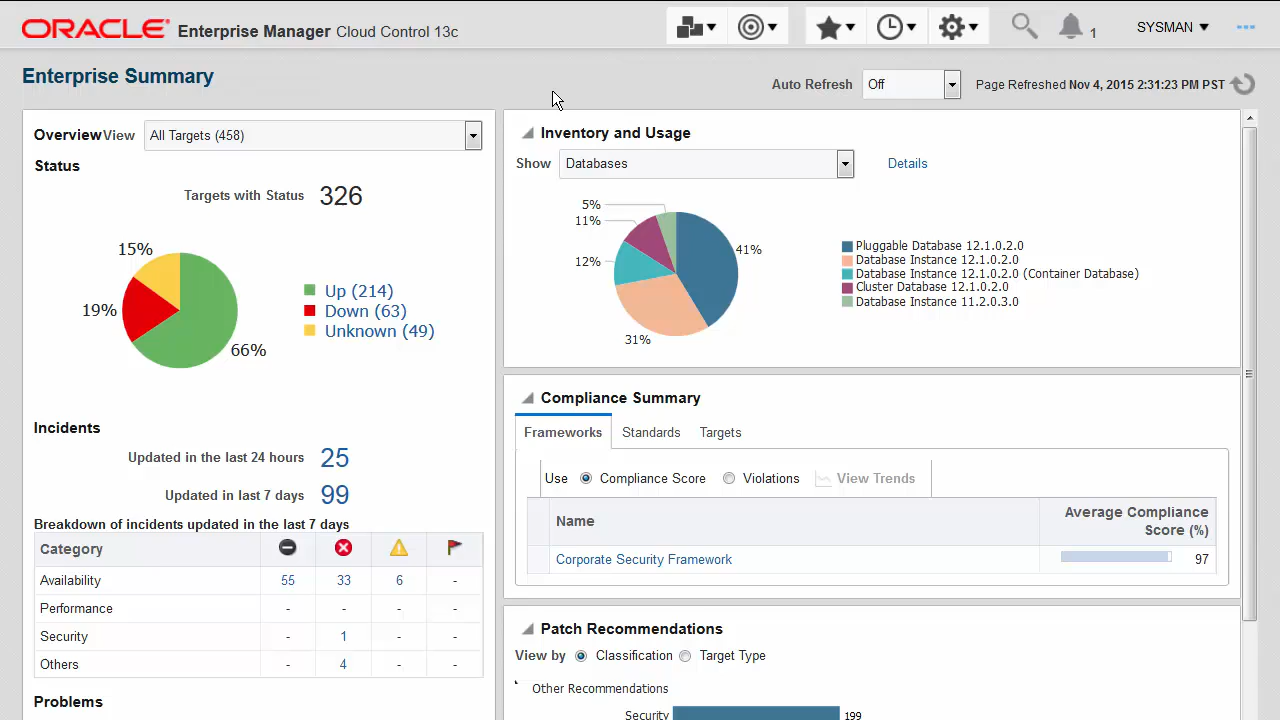 ORACLE Enterprise Manager Cloud Control 13c
1
SYSMAN
Enterprise Summary
Auto Refresh Off Page Refreshed Nov 4, 2015 2:31:23 PM PST
Overview View All Targets (458)
Status
Targets with Status 326
15%
19%
66%
Up (214)
Down (63)
Unknown (49)
Incidents
Updated in the last 24 hours 25
Updated in last 7 days 99
Breakdown of incidents updated in the last 7 days
Category
Availability 55 33 6 -
Performance - - - -
Security - 1 - -
Others - 4 - -
Problems
Inventory and Usage
Show Databases Details
5%
11%
12%
41%
31%
Pluggable Database 12.1.0.2.0
Database Instance 12.1.0.2.0
Database Instance 12.1.0.2.0 (Container Database)
Cluster Database 12.1.0.2.0
Database Instance 11.2.0.3.0
Compliance Summary
Frameworks Standards Targets
Use Compliance Score Violations View Trends
Name Average Compliance
Score (%)
Corporate Security Framework 97
Patch Recommendations
View by Classification Target Type
Other Recommendations
Security 199